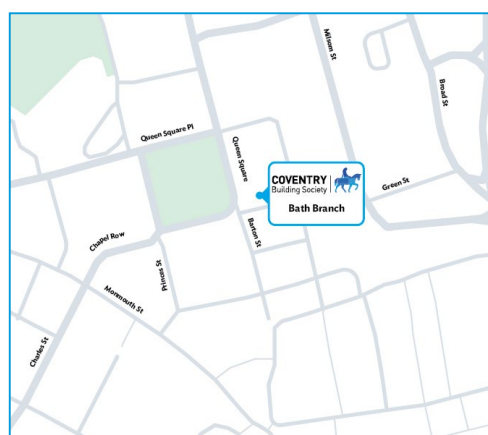 Milsom St
Broad St
Queen Square Pl
Queen Square
COVENTRY
Building Society
Bath Branch
Green St
Barton St
Chapel Row
Princes St
Monmouth St
Charles St